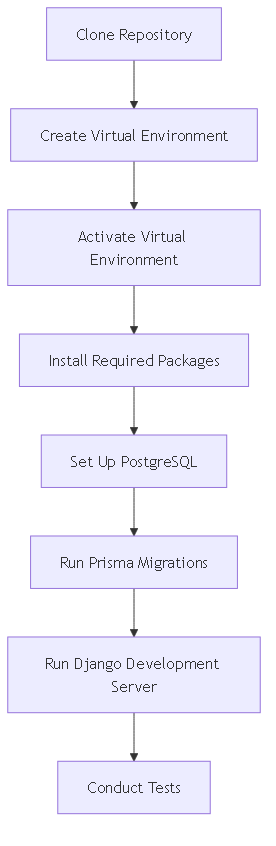 Clone Repository
Create Virtual Environment
Activate Virtual
Environment
Install Required Packages
Set Up PostgreSQL
Run Prisma Migrations
Run Django Development
Server
Conduct Tests